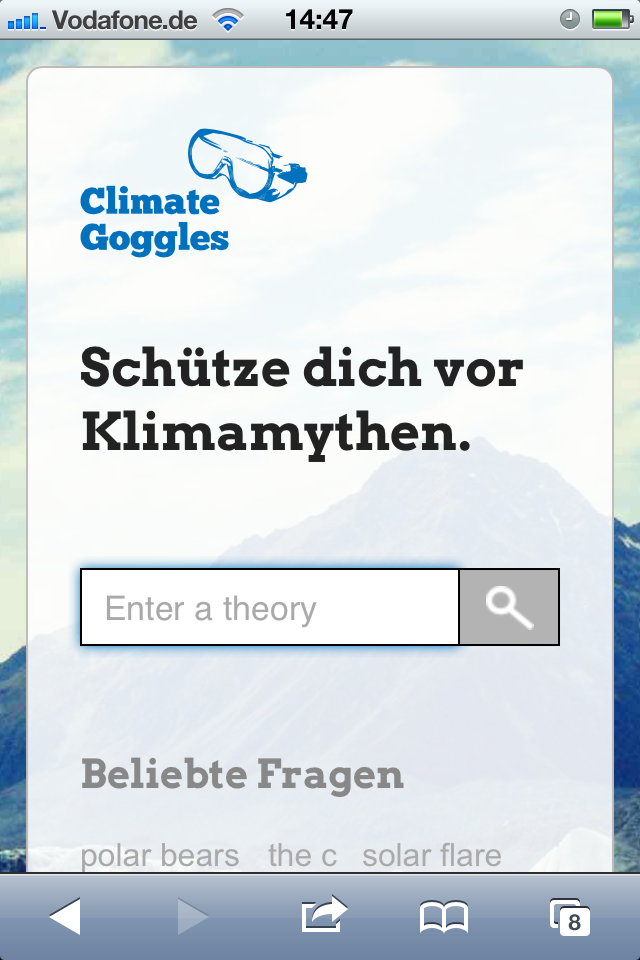 Vodafone.de 14:47
Climate
Goggles
Schütze dich vor
Klimamythen.
Enter a theory
Beliebte Fragen
polar bears the c solar flare
8